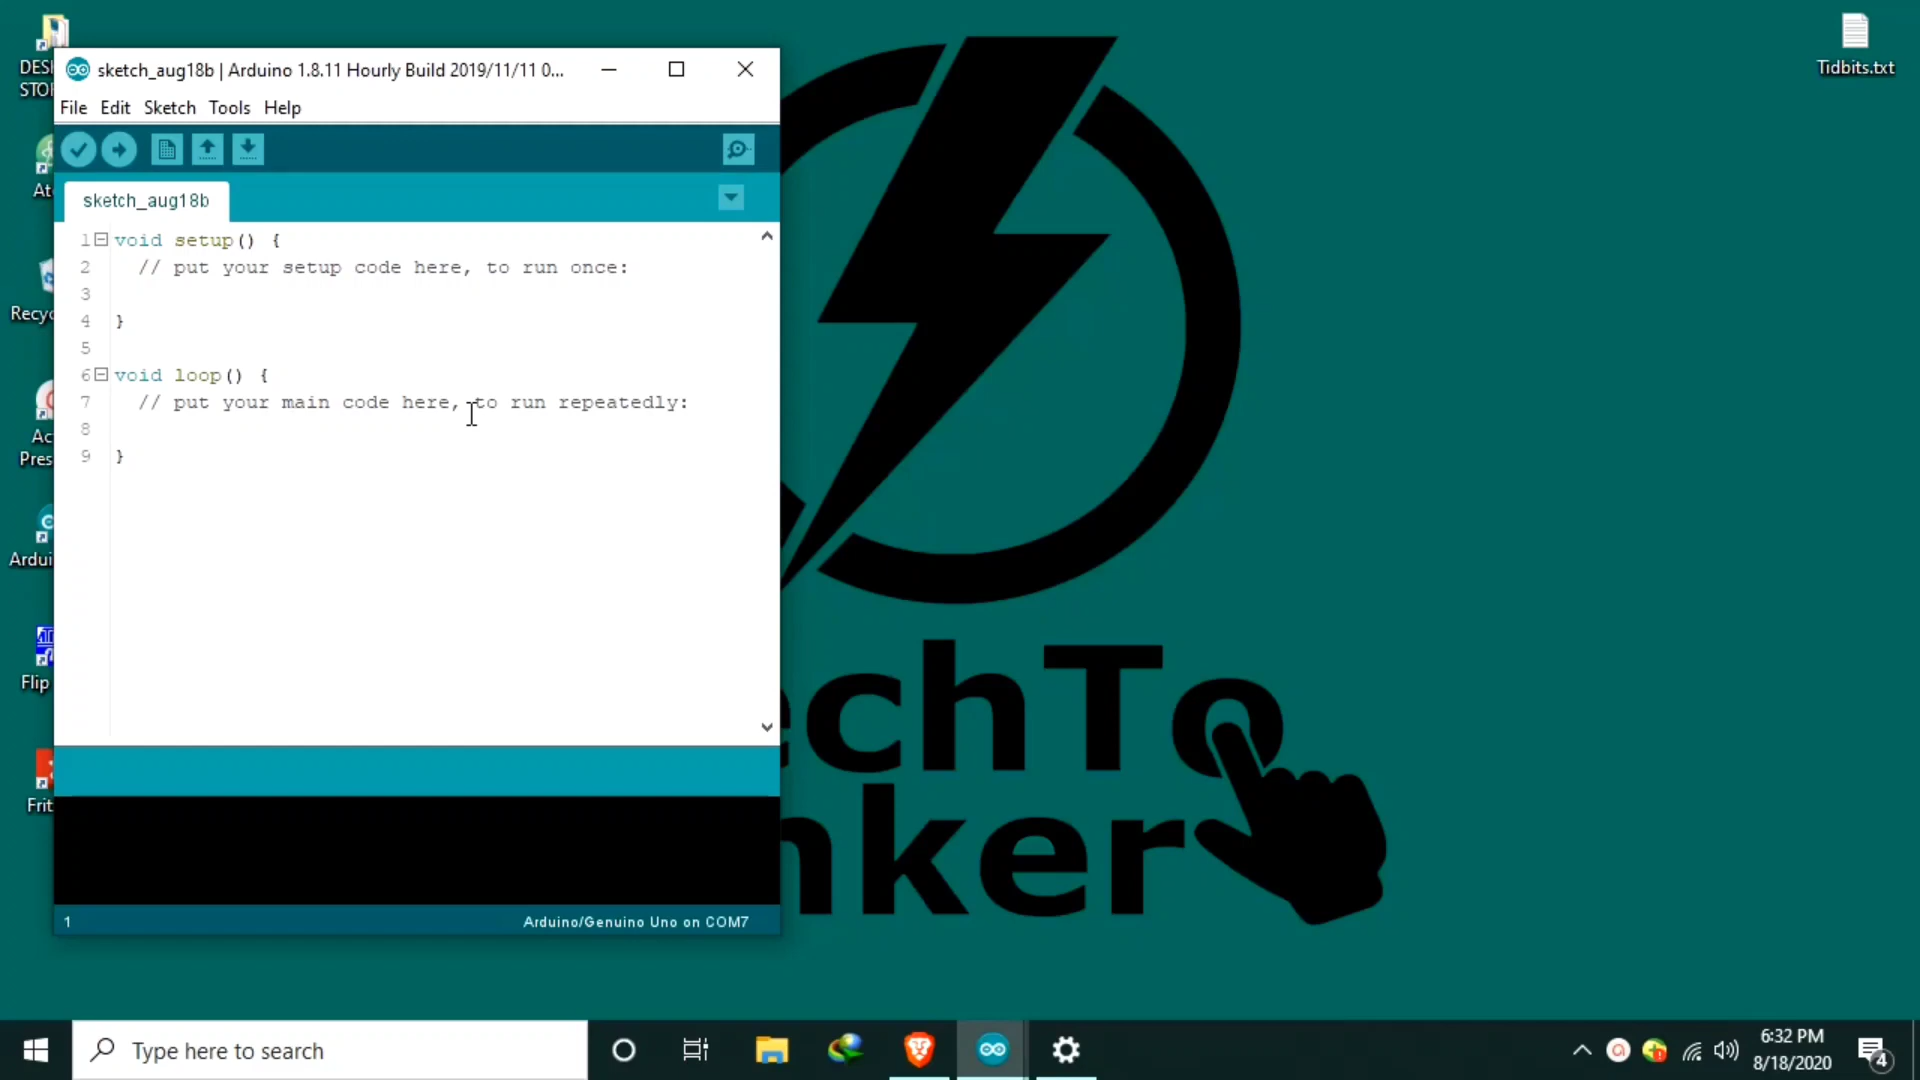 DESK
STO
At
Recyc
Ac
Pres
Ardui
Flip
Frit
sketch_aug18b | Arduino 1.8.11 Hourly Build 2019/11/11 0...
File Edit Sketch Tools Help
sketch_aug18b
1 void setup() {
2 // put your setup code here, to run once:
3
4 }
5
6 void loop() {
7 // put your main code here, to run repeatedly:
8
9 }
1
Arduino/Genuino Uno on COM7
echTo
nker
Tidbits.txt
Type here to search
6:32 PM
8/18/2020
4